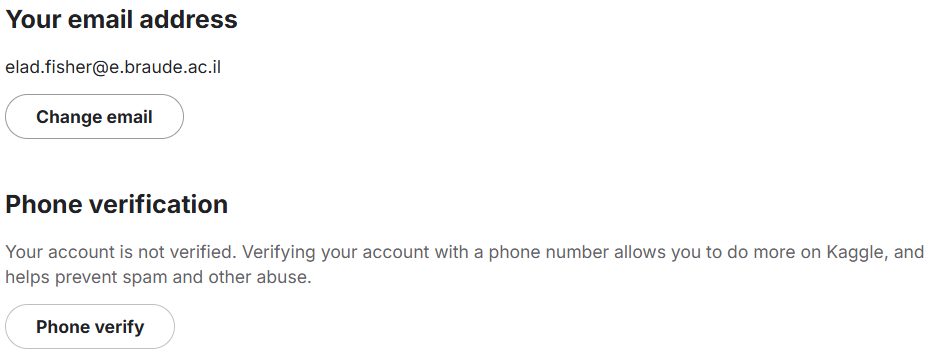 Your email address
elad.fisher@e.braude.ac.il
Change email
Phone verification
Your account is not verified. Verifying your account with a phone number allows you to do more on Kaggle, and
helps prevent spam and other abuse.
Phone verify